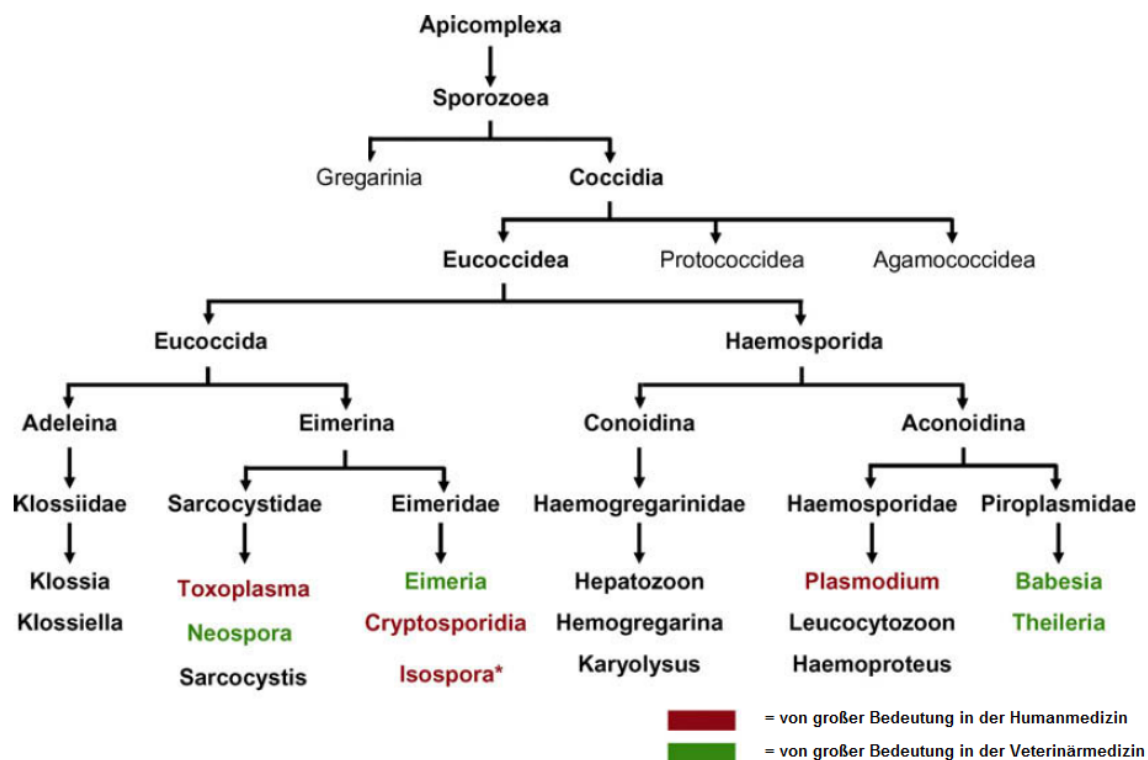 Apicomplexa
Sporozoea
Gregarinia Coccidia
Eucoccidea Protococcidea Agamococcidea
Eucoccida Haemosporida
Adeleina Eimerina Conoidina Aconoidina
Klossiidae Sarcocystidae Eimeridae Haemogregarinidae Haemosporidae Piroplasmidae
Klossia Toxoplasma Eimeria Hepatozoon Plasmodium Babesia
Klossiella Neospora Cryptosporidia Hemogregarina Leucocytozoon Theileria
Sarcocystis Isospora* Karyolysus Haemoproteus
= von großer Bedeutung in der Humanmedizin
= von großer Bedeutung in der Veterinärmedizin